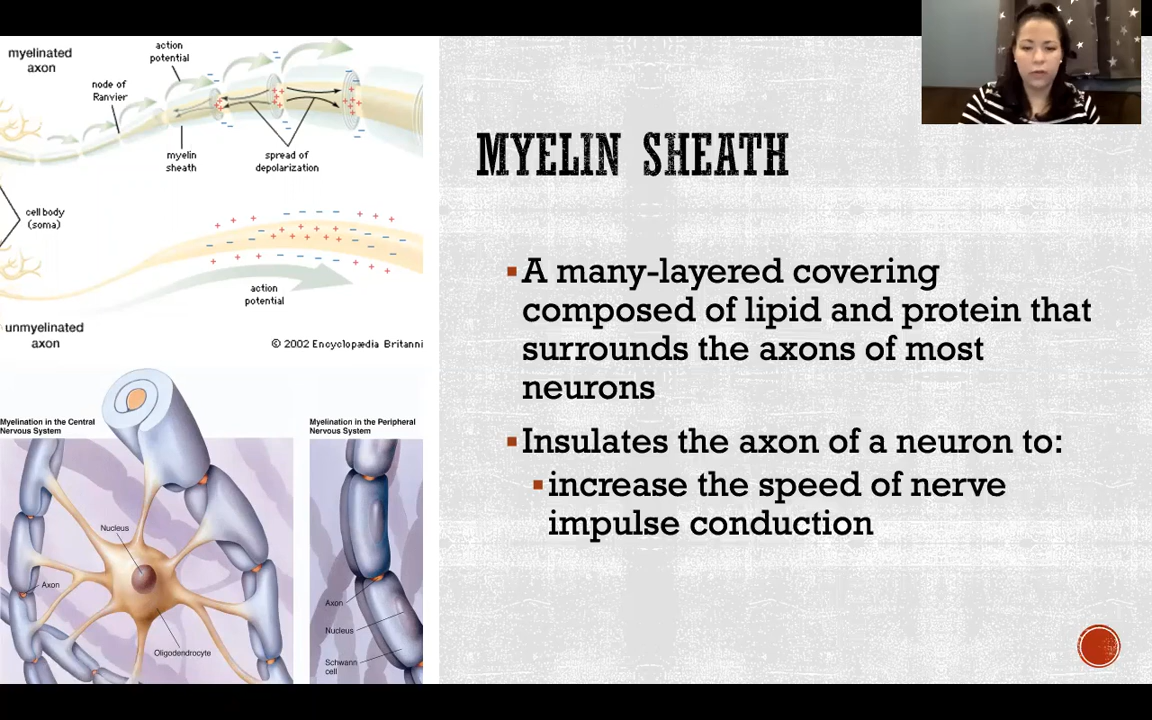 myelinated
axon
action
potential
node of
Ranvier
myelin
sheath
spread of
depolarization
cell body
(soma)
action
potential
unmyelinated
axon
© 2002 Encyclopædia Britanni
Myelination in the Central
Nervous System
Nucleus
Axon
Oligodendrocyte
Myelination in the Peripheral
Nervous System
Axon
Nucleus
Schwann
cell
MYELIN SHEATH
▪A many-layered covering
composed of lipid and protein that
surrounds the axons of most
neurons
▪Insulates the axon of a neuron to:
▪increase the speed of nerve
impulse conduction